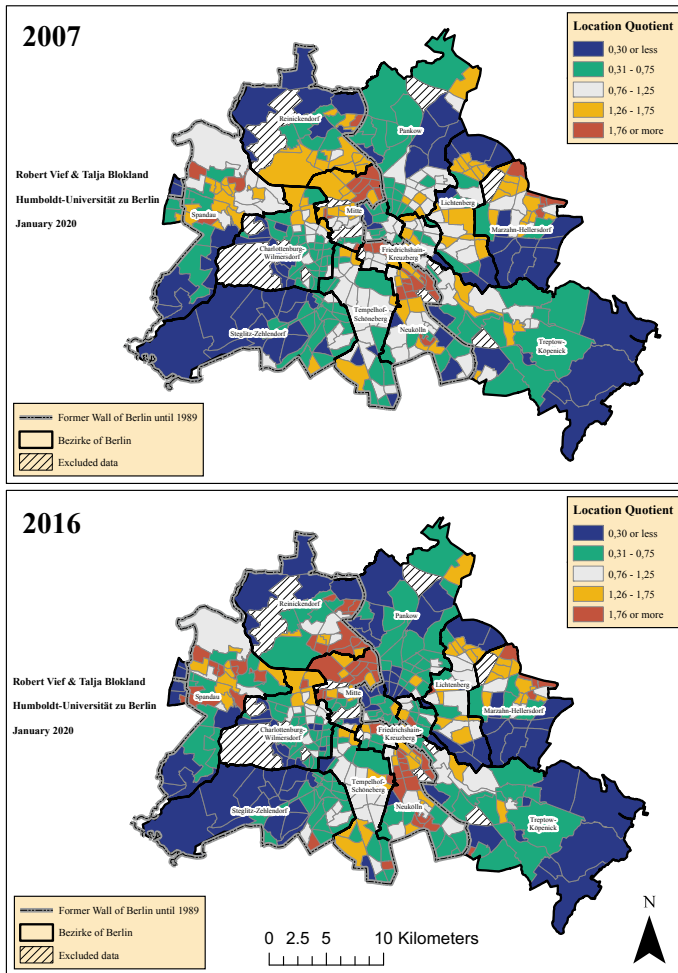 2007
Location Quotient
0,30 or less
0,31 - 0,75
0,76 - 1,25
1,26 - 1,75
1,76 or more
Reinickendorf
Pankow
Robert Vief & Talja Blokland
Humboldt-Universität zu Berlin
January 2020
Spandau
Mitte
Lichtenberg
Marzahn-Hellersdorf
Charlottenburg-
Wilmersdorf
Friedrichshain-
Kreuzberg
Tempelhof-
Schöneberg
Steglitz-Zehlendorf
Neukölln
Treptow-
Köpenick
Former Wall of Berlin until 1989
Bezirke of Berlin
Excluded data
2016
Location Quotient
0,30 or less
0,31 - 0,75
0,76 - 1,25
1,26 - 1,75
1,76 or more
Reinickendorf
Pankow
Robert Vief & Talja Blokland
Humboldt-Universität zu Berlin
January 2020
Spandau
Mitte
Lichtenberg
Marzahn-Hellersdorf
Charlottenburg-
Wilmersdorf
Friedrichshain-
Kreuzberg
Tempelhof-
Schöneberg
Steglitz-Zehlendorf
Neukölln
Treptow-
Köpenick
Former Wall of Berlin until 1989
Bezirke of Berlin
Excluded data
0 2.5 5 10 Kilometers
N